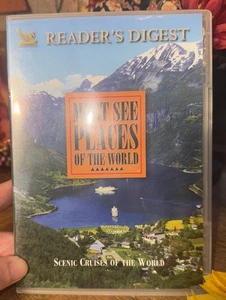 READER'S DIGEST
MUST SEE
PLACES
OF THE WORLD
SCENIC CRUISES OF THE WORLD